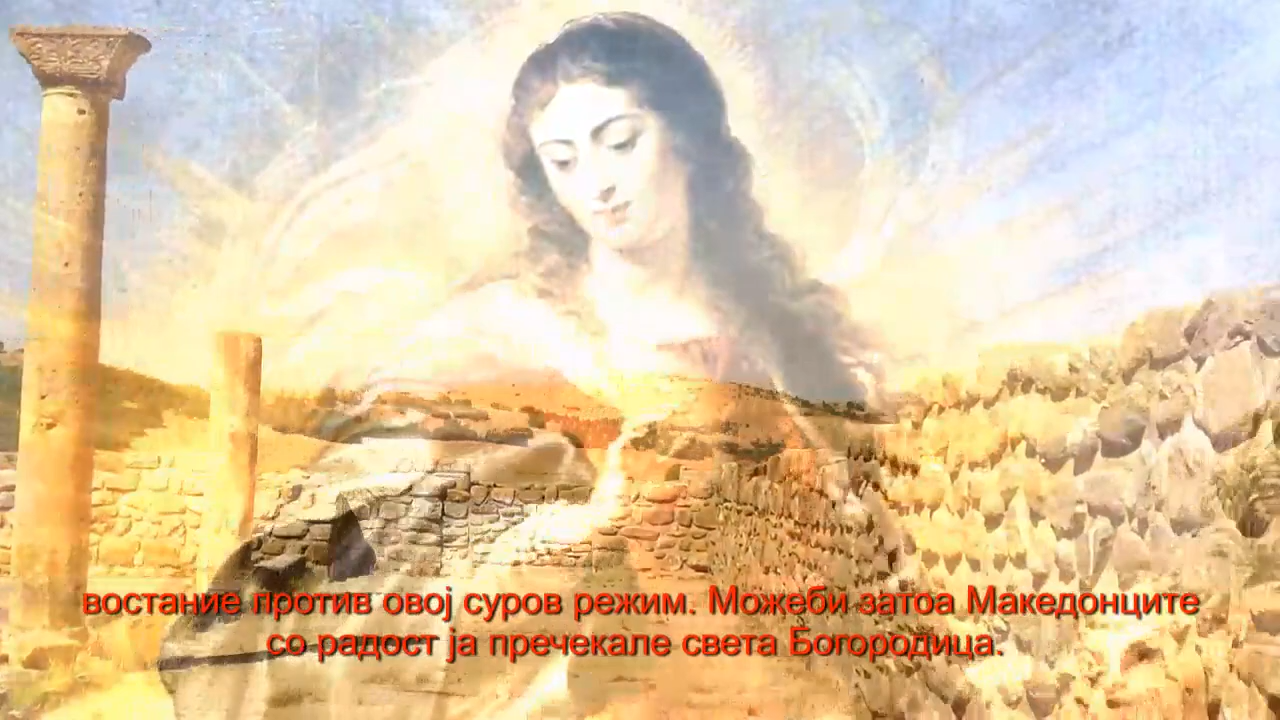 востание против овој суров режим. Можеби затоа Македонците
со радост ја пречекале света Богородица.